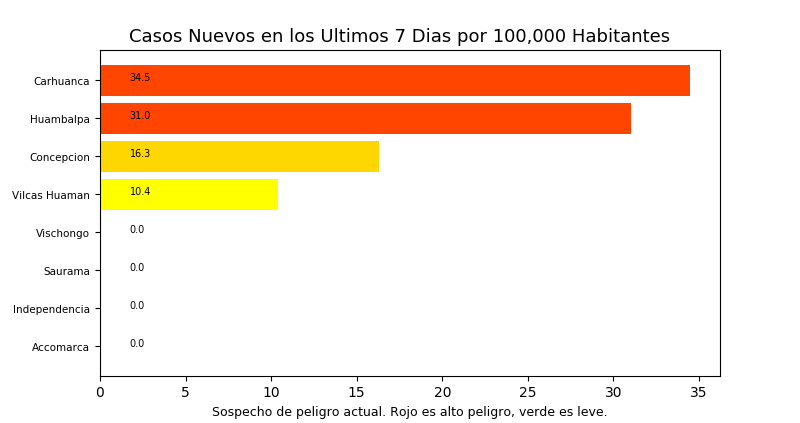 Casos Nuevos en los Ultimos 7 Dias por 100,000 Habitantes
Carhuanca 34.5
Huambalpa 31.0
Concepcion 16.3
Vilcas Huaman 10.4
Vischongo 0.0
Saurama 0.0
Independencia 0.0
Accomarca 0.0
0 5 10 15 20 25 30 35
Sospecho de peligro actual. Rojo es alto peligro, verde es leve.